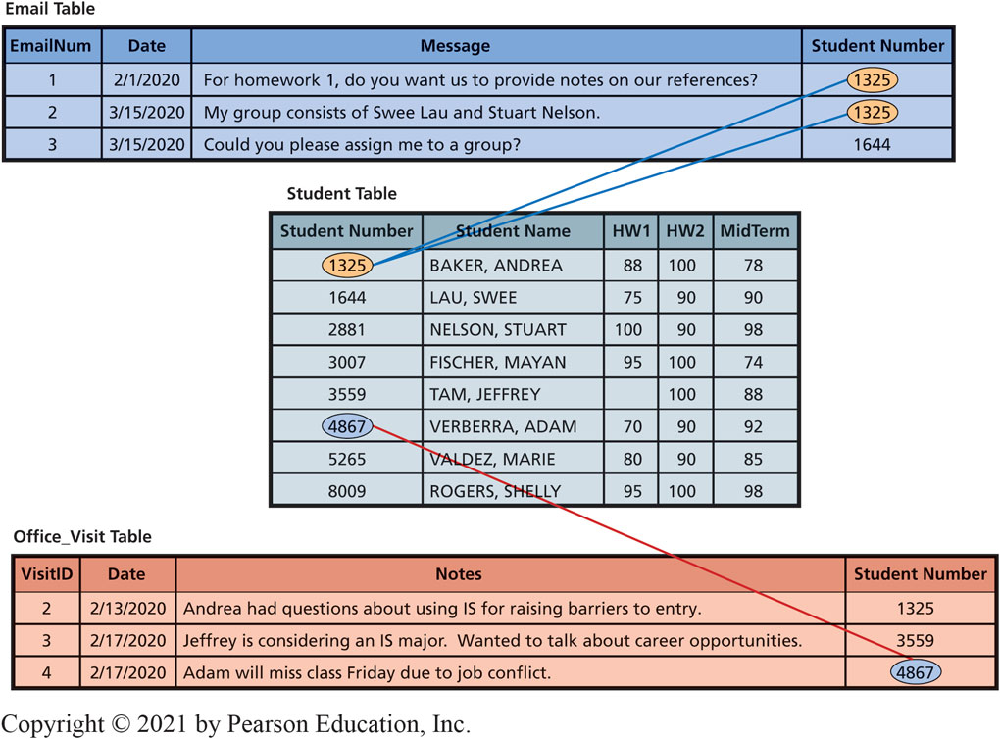 Email Table
EmailNum Date Message Student Number
1 2/1/2020 For homework 1, do you want us to provide notes on our references? 1325
2 3/15/2020 My group consists of Swee Lau and Stuart Nelson. 1325
3 3/15/2020 Could you please assign me to a group? 1644
Student Table
Student Number Student Name HW1 HW2 MidTerm
1325 BAKER, ANDREA 88 100 78
1644 LAU, SWEE 75 90 90
2881 NELSON, STUART 100 90 98
3007 FISCHER, MAYAN 95 100 74
3559 TAM, JEFFREY 100 88
4867 VERBERRA, ADAM 70 90 92
5265 VALDEZ, MARIE 80 90 85
8009 ROGERS, SHELLY 95 100 98
Office_Visit Table
VisitID Date Notes Student Number
2 2/13/2020 Andrea had questions about using IS for raising barriers to entry. 1325
3 2/17/2020 Jeffrey is considering an IS major. Wanted to talk about career opportunities. 3559
4 2/17/2020 Adam will miss class Friday due to job conflict. 4867
Copyright © 2021 by Pearson Education, Inc.